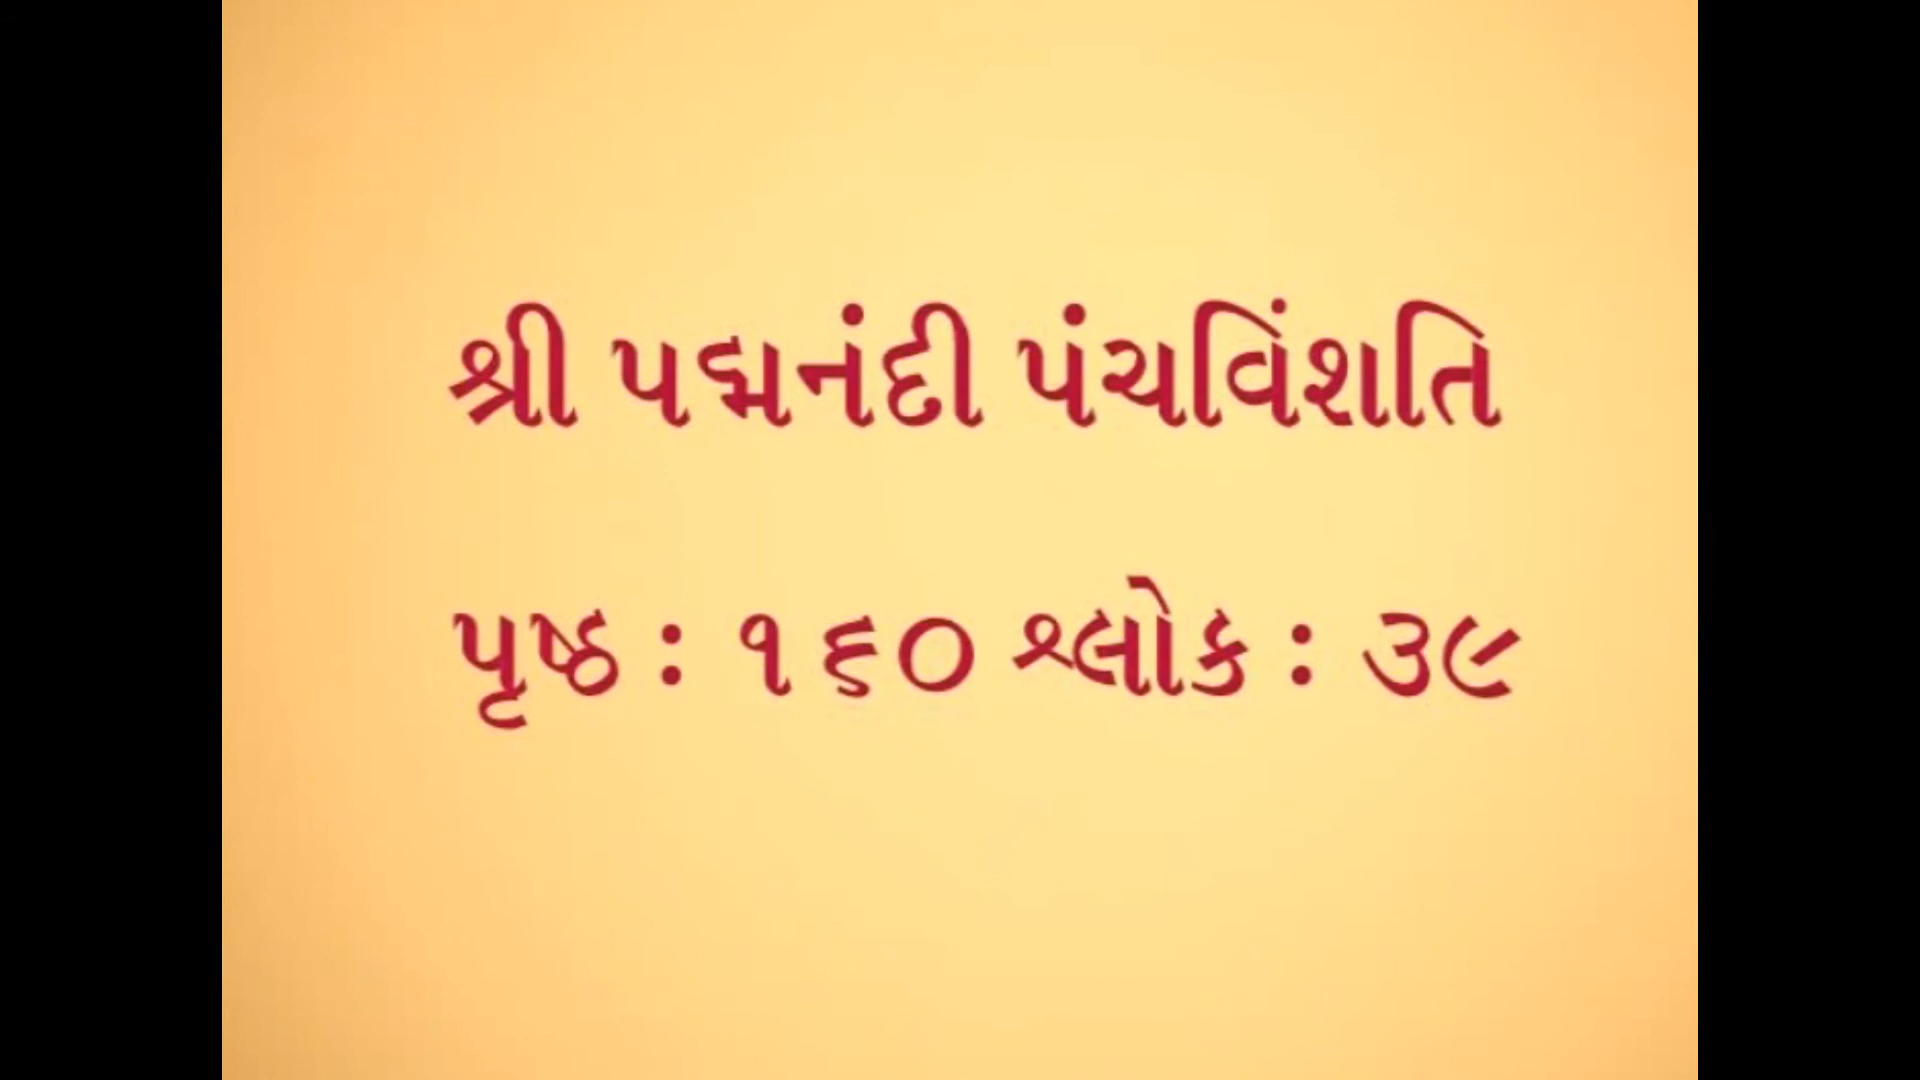 શ્રી પદ્મનંદી પંચવિંશતિ
પૃષ્ઠ : ૧૬૦ શ્લોક : ૩૯